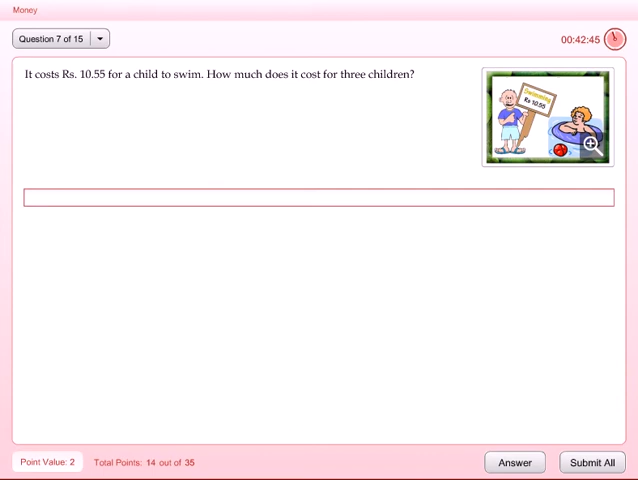 Money
Question 7 of 15
00:42:45
It costs Rs. 10.55 for a child to swim. How much does it cost for three children?
Swimming
Rs 10.55
Point Value: 2
Total Points: 14 out of 35
Answer
Submit All